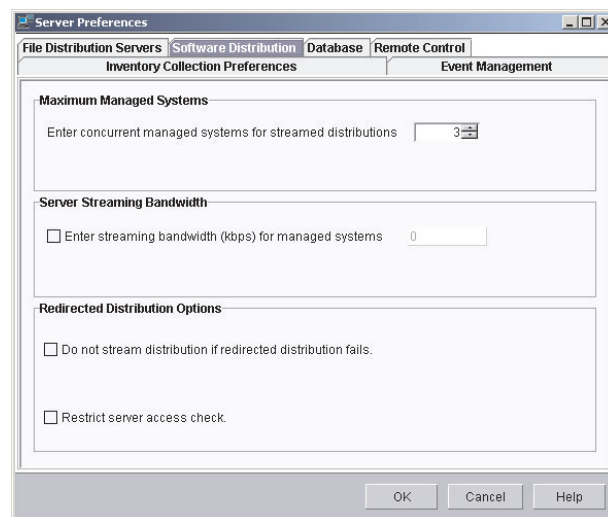 Server Preferences
File Distribution Servers Software Distribution Database Remote Control
Inventory Collection Preferences Event Management
Maximum Managed Systems
Enter concurrent managed systems for streamed distributions 3
Server Streaming Bandwidth
Enter streaming bandwidth (kbps) for managed systems 0
Redirected Distribution Options
Do not stream distribution if redirected distribution fails.
Restrict server access check.
OK Cancel Help